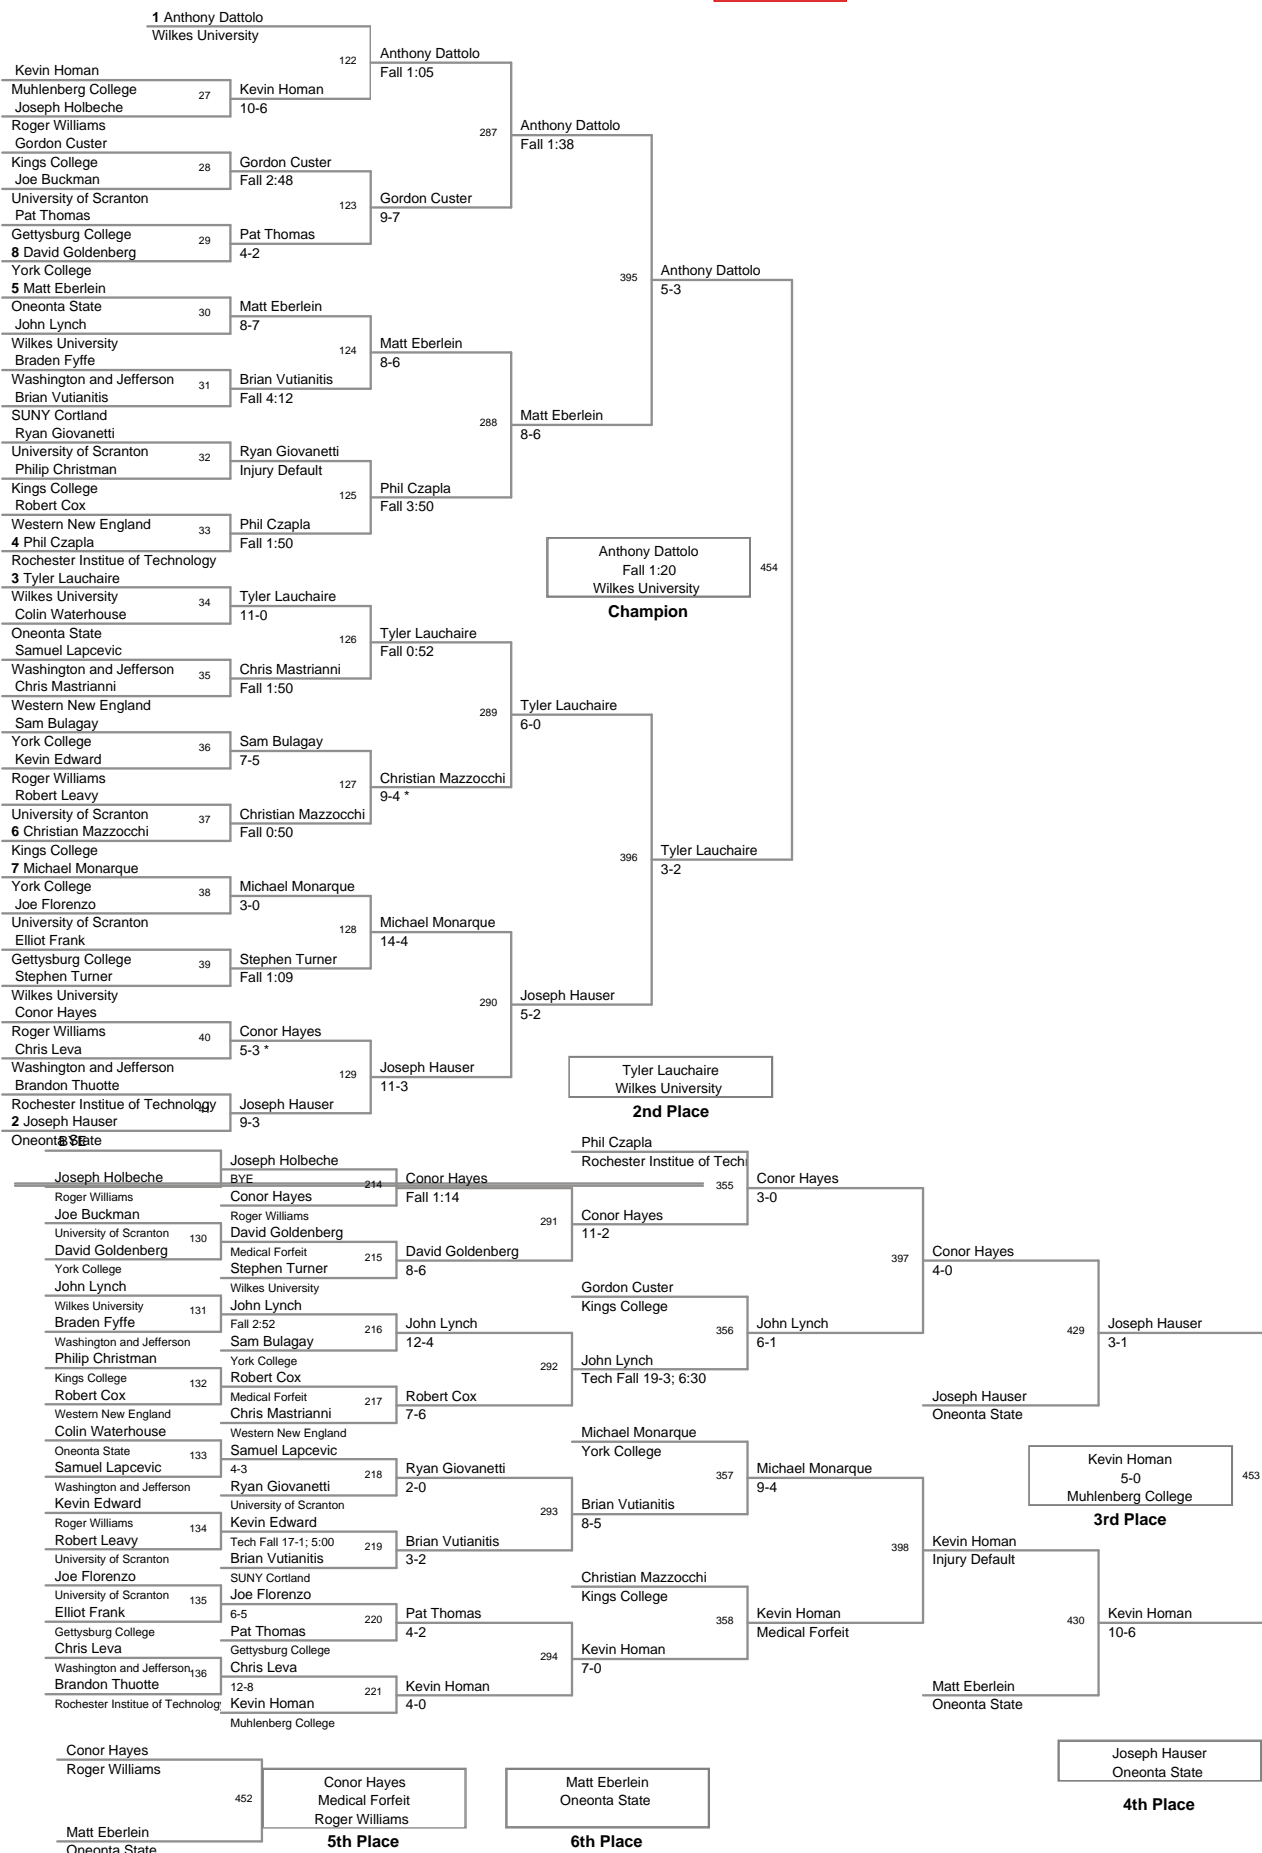 1 Anthony Dattolo
Wilkes University
122
Anthony Dattolo
Fall 1:05
Kevin Homan
Muhlenberg College
27
Kevin Homan
10-6
Joseph Holbeche
Roger Williams
287
Anthony Dattolo
Fall 1:38
Gordon Custer
Kings College
28
Gordon Custer
Fall 2:48
Joe Buckman
University of Scranton
123
Gordon Custer
9-7
Pat Thomas
Gettysburg College
29
Pat Thomas
4-2
8 David Goldenberg
York College
395
Anthony Dattolo
5-3
5 Matt Eberlein
Oneonta State
30
Matt Eberlein
8-7
John Lynch
Wilkes University
124
Matt Eberlein
8-6
Braden Fyffe
Washington and Jefferson
31
Brian Vutianitis
Fall 4:12
Brian Vutianitis
SUNY Cortland
288
Matt Eberlein
8-6
Ryan Giovanetti
University of Scranton
32
Ryan Giovanetti
Injury Default
Philip Christman
Kings College
125
Phil Czapla
Fall 3:50
Robert Cox
Western New England
33
Phil Czapla
Fall 1:50
4 Phil Czapla
Rochester Institue of Technology
Anthony Dattolo
Fall 1:20
Wilkes University
454
Champion
3 Tyler Lauchaire
Wilkes University
34
Tyler Lauchaire
11-0
Colin Waterhouse
Oneonta State
126
Tyler Lauchaire
Fall 0:52
Samuel Lapcevic
Washington and Jefferson
35
Chris Mastrianni
Fall 1:50
Chris Mastrianni
Western New England
289
Tyler Lauchaire
6-0
Sam Bulagay
York College
36
Sam Bulagay
7-5
Kevin Edward
Roger Williams
127
Christian Mazzocchi
9-4 *
Robert Leavy
University of Scranton
37
Christian Mazzocchi
Fall 0:50
6 Christian Mazzocchi
Kings College
396
Tyler Lauchaire
3-2
7 Michael Monarque
York College
38
Michael Monarque
3-0
Joe Florenzo
University of Scranton
128
Michael Monarque
14-4
Elliot Frank
Gettysburg College
39
Stephen Turner
Fall 1:09
Stephen Turner
Wilkes University
290
Joseph Hauser
5-2
Conor Hayes
Roger Williams
40
Conor Hayes
5-3 *
Chris Leva
Washington and Jefferson
129
Joseph Hauser
11-3
Brandon Thuotte
Rochester Institue of Technology
Joseph Hauser
9-3
2 Joseph Hauser
Oneonta State
Tyler Lauchaire
Wilkes University
2nd Place
BYE
Joseph Holbeche
Roger Williams
Joe Buckman
University of Scranton
130
David Goldenberg
York College
John Lynch
Wilkes University
131
Braden Fyffe
Washington and Jefferson
Philip Christman
Kings College
132
Robert Cox
Western New England
Colin Waterhouse
Oneonta State
133
Samuel Lapcevic
Washington and Jefferson
Kevin Edward
Roger Williams
134
Robert Leavy
University of Scranton
Joe Florenzo
University of Scranton
135
Elliot Frank
Gettysburg College
Chris Leva
Washington and Jefferson
136
Brandon Thuotte
Rochester Institue of Technology
Joseph Holbeche
BYE
214
Conor Hayes
Roger Williams
David Goldenberg
Medical Forfeit
215
Stephen Turner
Wilkes University
John Lynch
Fall 2:52
216
Sam Bulagay
York College
Robert Cox
Medical Forfeit
217
Chris Mastrianni
Western New England
Samuel Lapcevic
4-3
218
Ryan Giovanetti
University of Scranton
Kevin Edward
Tech Fall 17-1; 5:00
219
Brian Vutianitis
SUNY Cortland
Joe Florenzo
6-5
220
Pat Thomas
Gettysburg College
Chris Leva
12-8
221
Kevin Homan
Muhlenberg College
Conor Hayes
Fall 1:14
291
David Goldenberg
8-6
John Lynch
12-4
292
Robert Cox
7-6
Ryan Giovanetti
2-0
293
Brian Vutianitis
3-2
Pat Thomas
4-2
294
Kevin Homan
4-0
Phil Czapla
Rochester Institue of Tech
355
Conor Hayes
11-2
Gordon Custer
Kings College
356
John Lynch
Tech Fall 19-3; 6:30
Michael Monarque
York College
357
Brian Vutianitis
8-5
Christian Mazzocchi
Kings College
358
Kevin Homan
7-0
Conor Hayes
3-0
397
John Lynch
6-1
Michael Monarque
9-4
398
Kevin Homan
Medical Forfeit
Conor Hayes
4-0
429
Joseph Hauser
Oneonta State
Kevin Homan
Injury Default
430
Matt Eberlein
Oneonta State
Joseph Hauser
3-1
Kevin Homan
5-0
Muhlenberg College
453
3rd Place
Kevin Homan
10-6
Joseph Hauser
Oneonta State
4th Place
Conor Hayes
Roger Williams
452
Matt Eberlein
Oneonta State
Conor Hayes
Medical Forfeit
Roger Williams
5th Place
Matt Eberlein
Oneonta State
6th Place